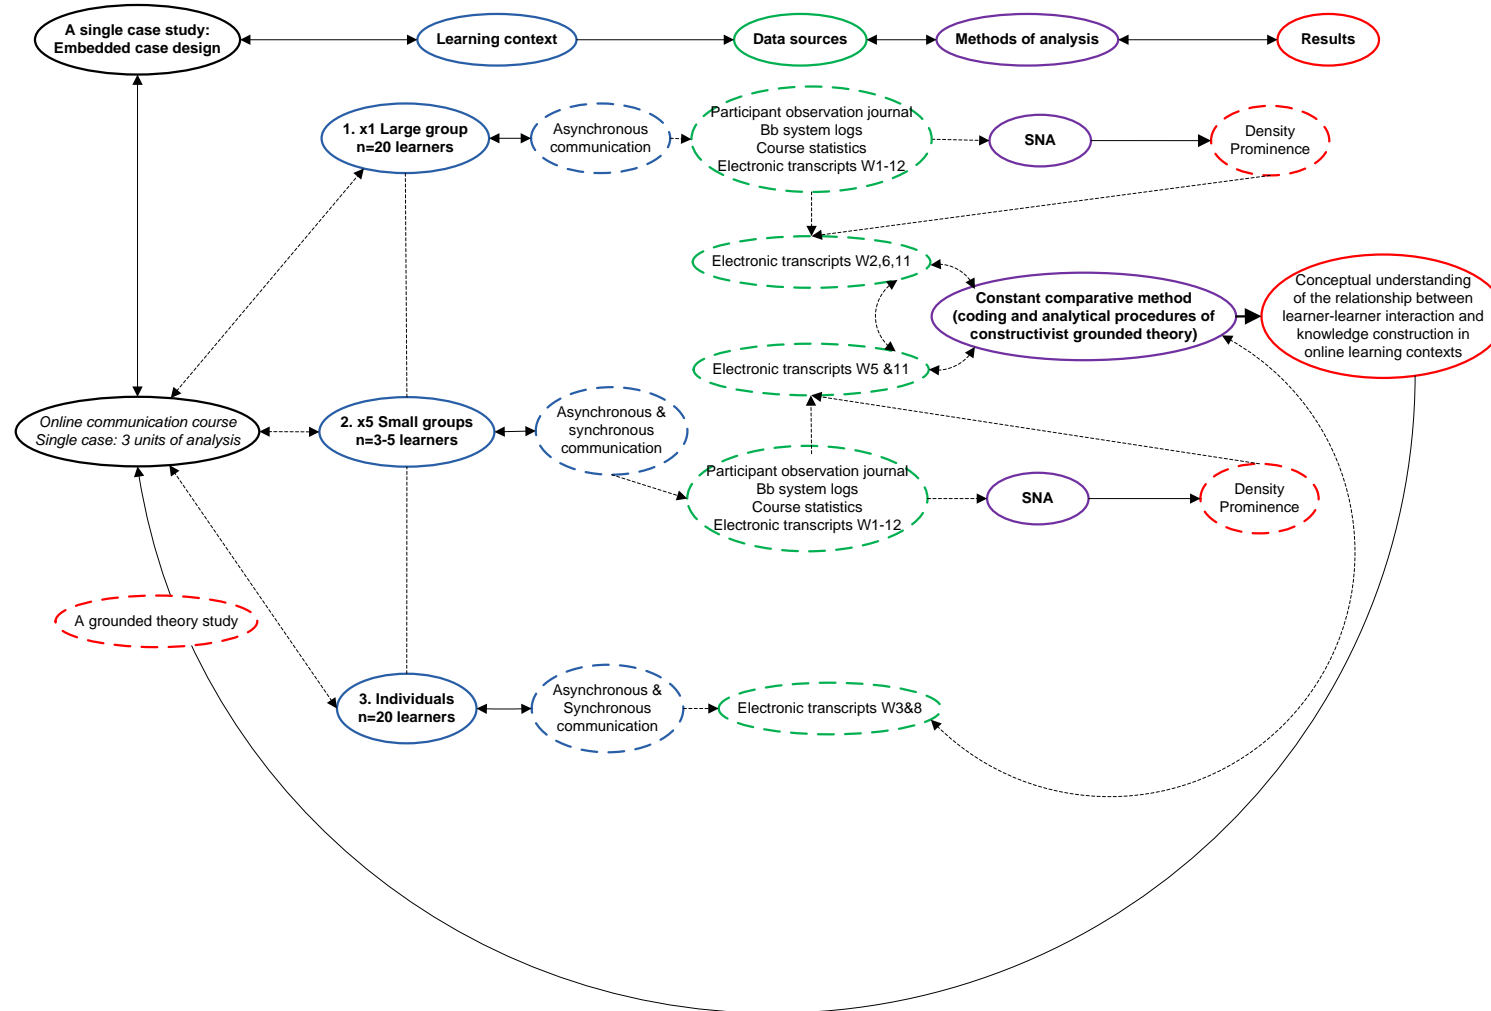 A single case study:
Embedded case design
Learning context
Data sources
Methods of analysis
Results
1. x1 Large group
n=20 learners
Asynchronous
communication
Participant observation journal
Bb system logs
Course statistics
Electronic transcripts W1-12
SNA
Density
Prominence
Electronic transcripts W2,6,11
Constant comparative method
(coding and analytical procedures of
constructivist grounded theory)
Conceptual understanding
of the relationship between
learner-learner interaction and
knowledge construction in
online learning contexts
Electronic transcripts W5 &11
Online communication course
Single case: 3 units of analysis
2. x5 Small groups
n=3-5 learners
Asynchronous &
synchronous
communication
Participant observation journal
Bb system logs
Course statistics
Electronic transcripts W1-12
SNA
Density
Prominence
A grounded theory study
3. Individuals
n=20 learners
Asynchronous &
Synchronous
communication
Electronic transcripts W3&8